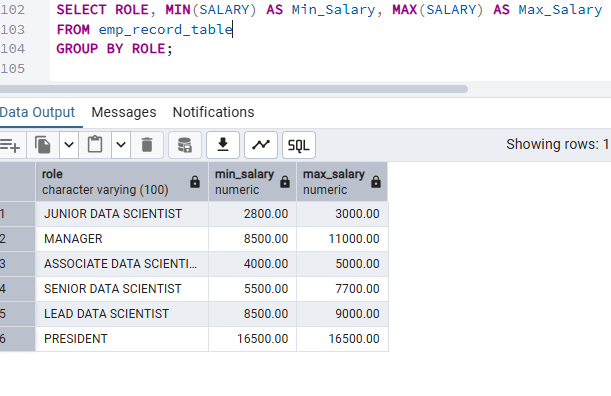 102 SELECT ROLE, MIN(SALARY) AS Min_Salary, MAX(SALARY) AS Max_Salary
103 FROM emp_record_table
104 GROUP BY ROLE;
105
Data Output Messages Notifications
SQL Showing rows: 1
role min_salary max_salary
character varying (100) numeric numeric
1 JUNIOR DATA SCIENTIST 2800.00 3000.00
2 MANAGER 8500.00 11000.00
3 ASSOCIATE DATA SCIENTI... 4000.00 5000.00
4 SENIOR DATA SCIENTIST 5500.00 7700.00
5 LEAD DATA SCIENTIST 8500.00 9000.00
6 PRESIDENT 16500.00 16500.00